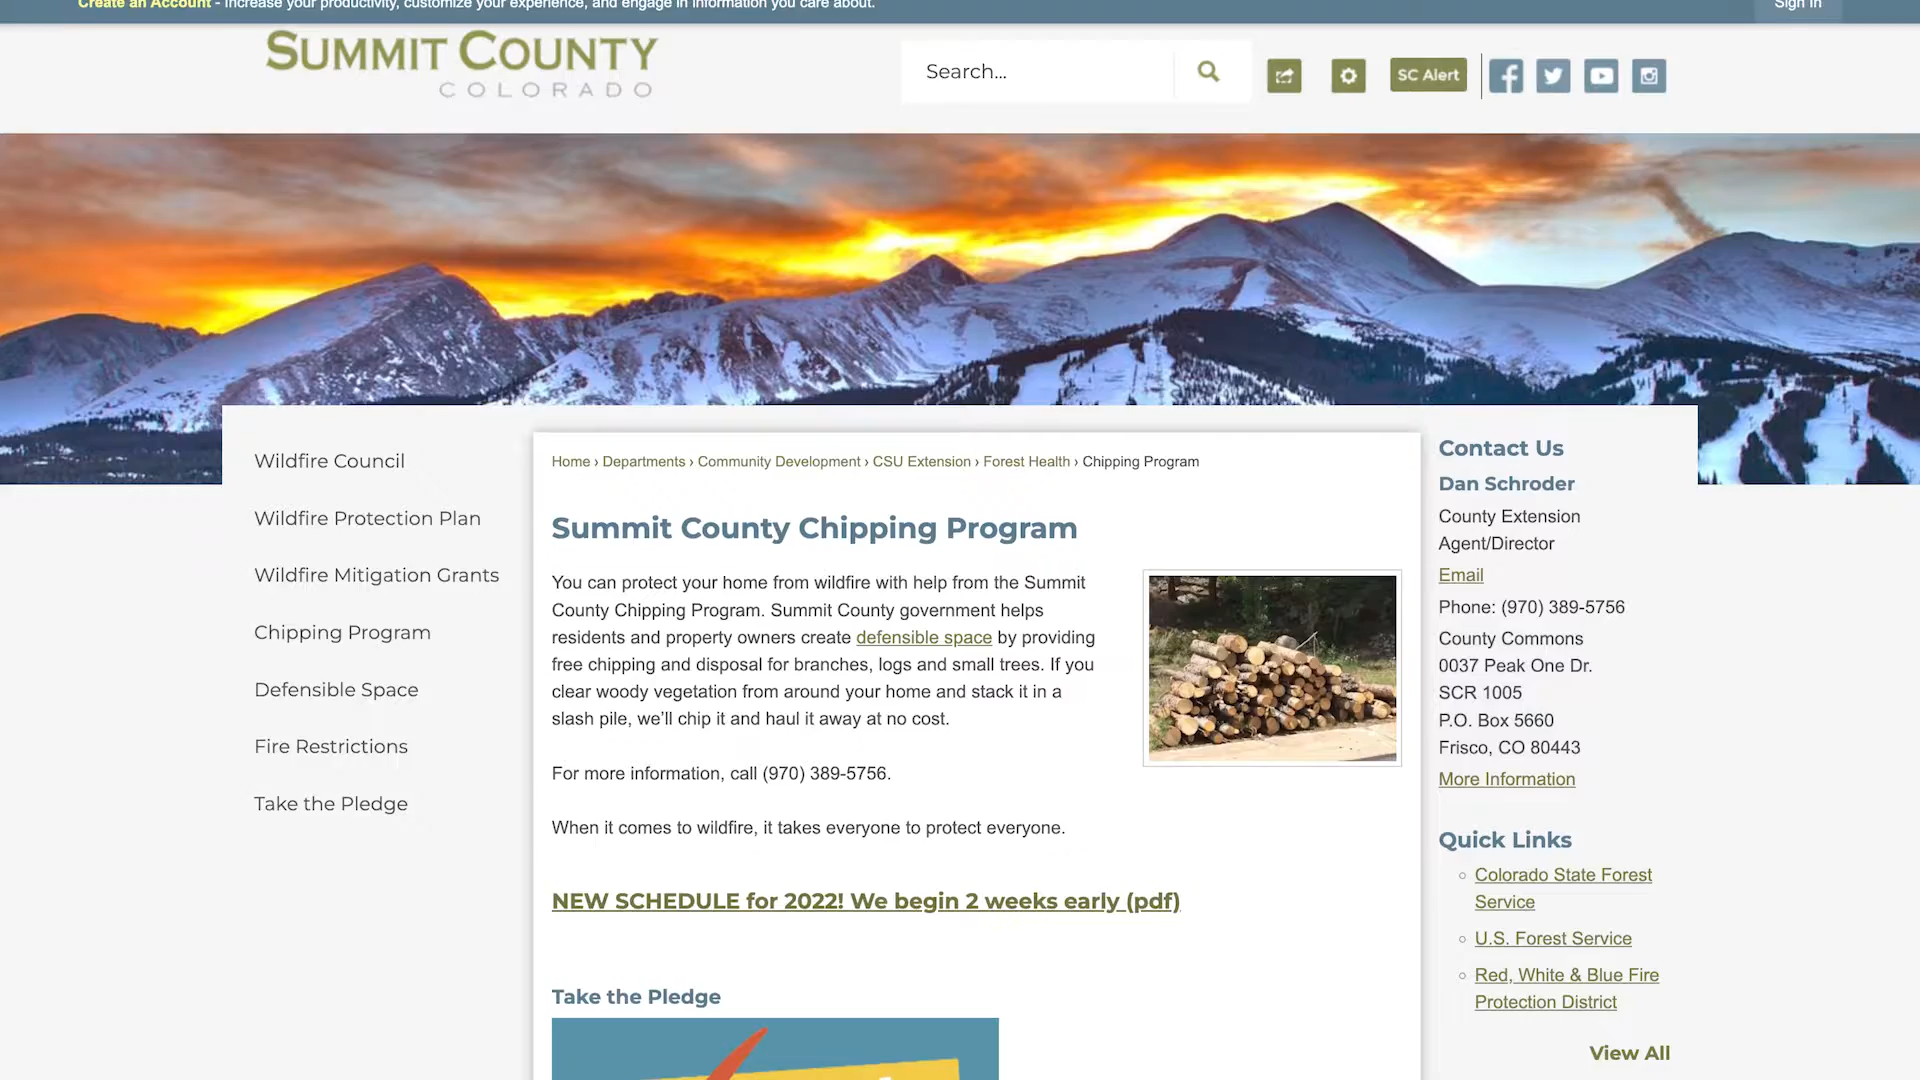 Create an Account - Increase your productivity, customize your experience, and engage in information you care about.
Sign In
SUMMIT COUNTY
COLORADO
Search...
SC Alert
Wildfire Council
Wildfire Protection Plan
Wildfire Mitigation Grants
Chipping Program
Defensible Space
Fire Restrictions
Take the Pledge
Home › Departments › Community Development › CSU Extension › Forest Health › Chipping Program
Summit County Chipping Program
You can protect your home from wildfire with help from the Summit
County Chipping Program. Summit County government helps
residents and property owners create defensible space by providing
free chipping and disposal for branches, logs and small trees. If you
clear woody vegetation from around your home and stack it in a
slash pile, we’ll chip it and haul it away at no cost.
For more information, call (970) 389-5756.
When it comes to wildfire, it takes everyone to protect everyone.
NEW SCHEDULE for 2022! We begin 2 weeks early (pdf)
Take the Pledge
Contact Us
Dan Schroder
County Extension
Agent/Director
Email
Phone: (970) 389-5756
County Commons
0037 Peak One Dr.
SCR 1005
P.O. Box 5660
Frisco, CO 80443
More Information
Quick Links
Colorado State Forest
Service
U.S. Forest Service
Red, White & Blue Fire
Protection District
View All